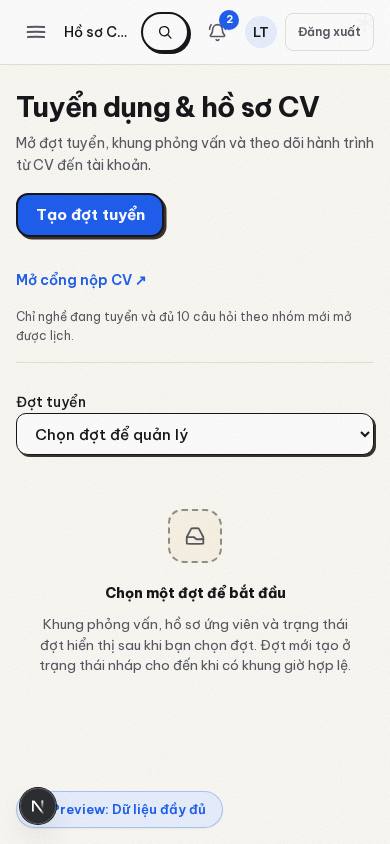 Hồ sơ C...
2
LT
Đăng xuất
Tuyển dụng & hồ sơ CV
Mở đợt tuyển, khung phỏng vấn và theo dõi hành trình
từ CV đến tài khoản.
Tạo đợt tuyển
Mở cổng nộp CV ↗
Chỉ nghề đang tuyển và đủ 10 câu hỏi theo nhóm mới mở
được lịch.
Đợt tuyển
Chọn đợt để quản lý
Chọn một đợt để bắt đầu
Khung phỏng vấn, hồ sơ ứng viên và trạng thái
đợt hiển thị sau khi bạn chọn đợt. Đợt mới tạo ở
trạng thái nháp cho đến khi có khung giờ hợp lệ.
N
Preview: Dữ liệu đầy đủ